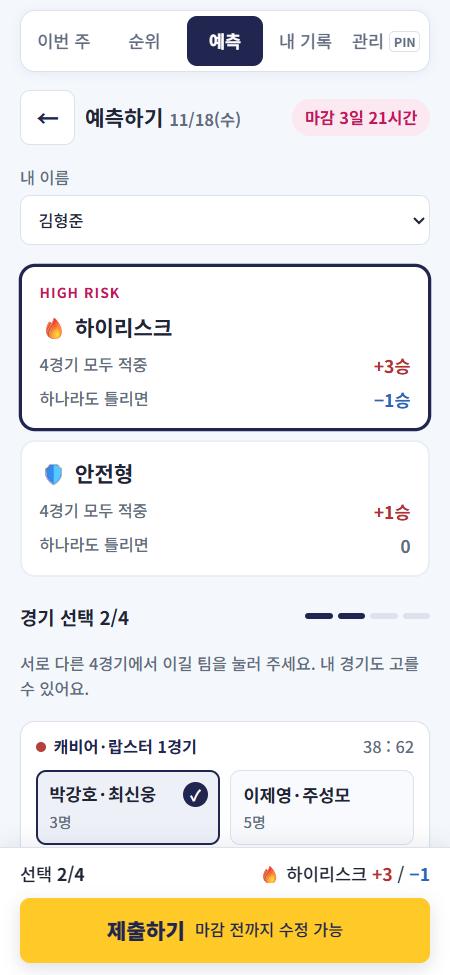 이번 주 순위 예측 내 기록 관리 PIN
← 예측하기 11/18(수) 마감 3일 21시간
내 이름
김형준
HIGH RISK
하이리스크
4경기 모두 적중 +3승
하나라도 틀리면 −1승
안전형
4경기 모두 적중 +1승
하나라도 틀리면 0
경기 선택 2/4
서로 다른 4경기에서 이길 팀을 눌러 주세요. 내 경기도 고를
수 있어요.
캐비어·랍스터 1경기 38 : 62
박강호·최신웅 ✓ 이제영·주성모
3명 5명
선택 2/4 하이리스크 +3 / −1
제출하기 마감 전까지 수정 가능